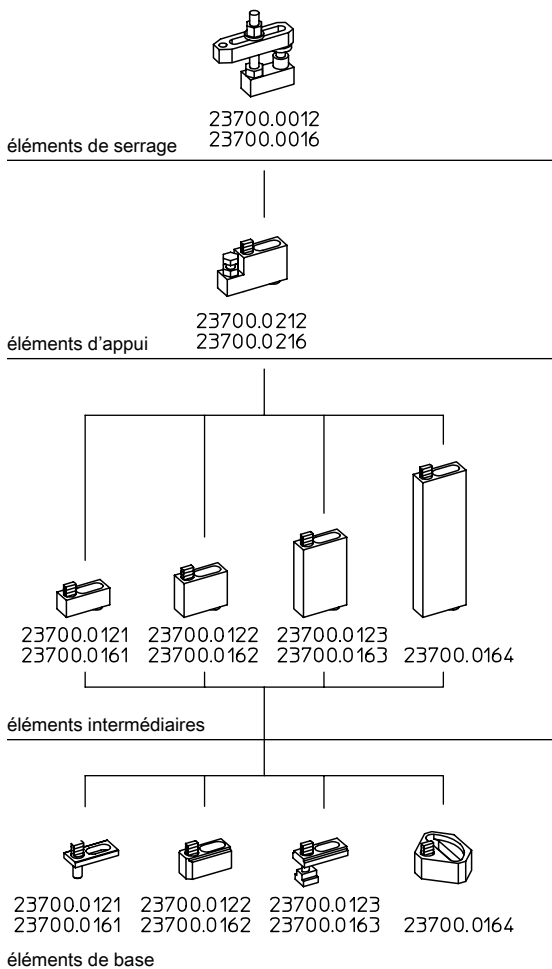 23700.0012
23700.0016
éléments de serrage
23700.0212
23700.0216
éléments d'appui
23700.0121 23700.0122 23700.0123
23700.0161 23700.0162 23700.0163 23700.0164
éléments intermédiaires
23700.0121 23700.0122 23700.0123
23700.0161 23700.0162 23700.0163 23700.0164
éléments de base